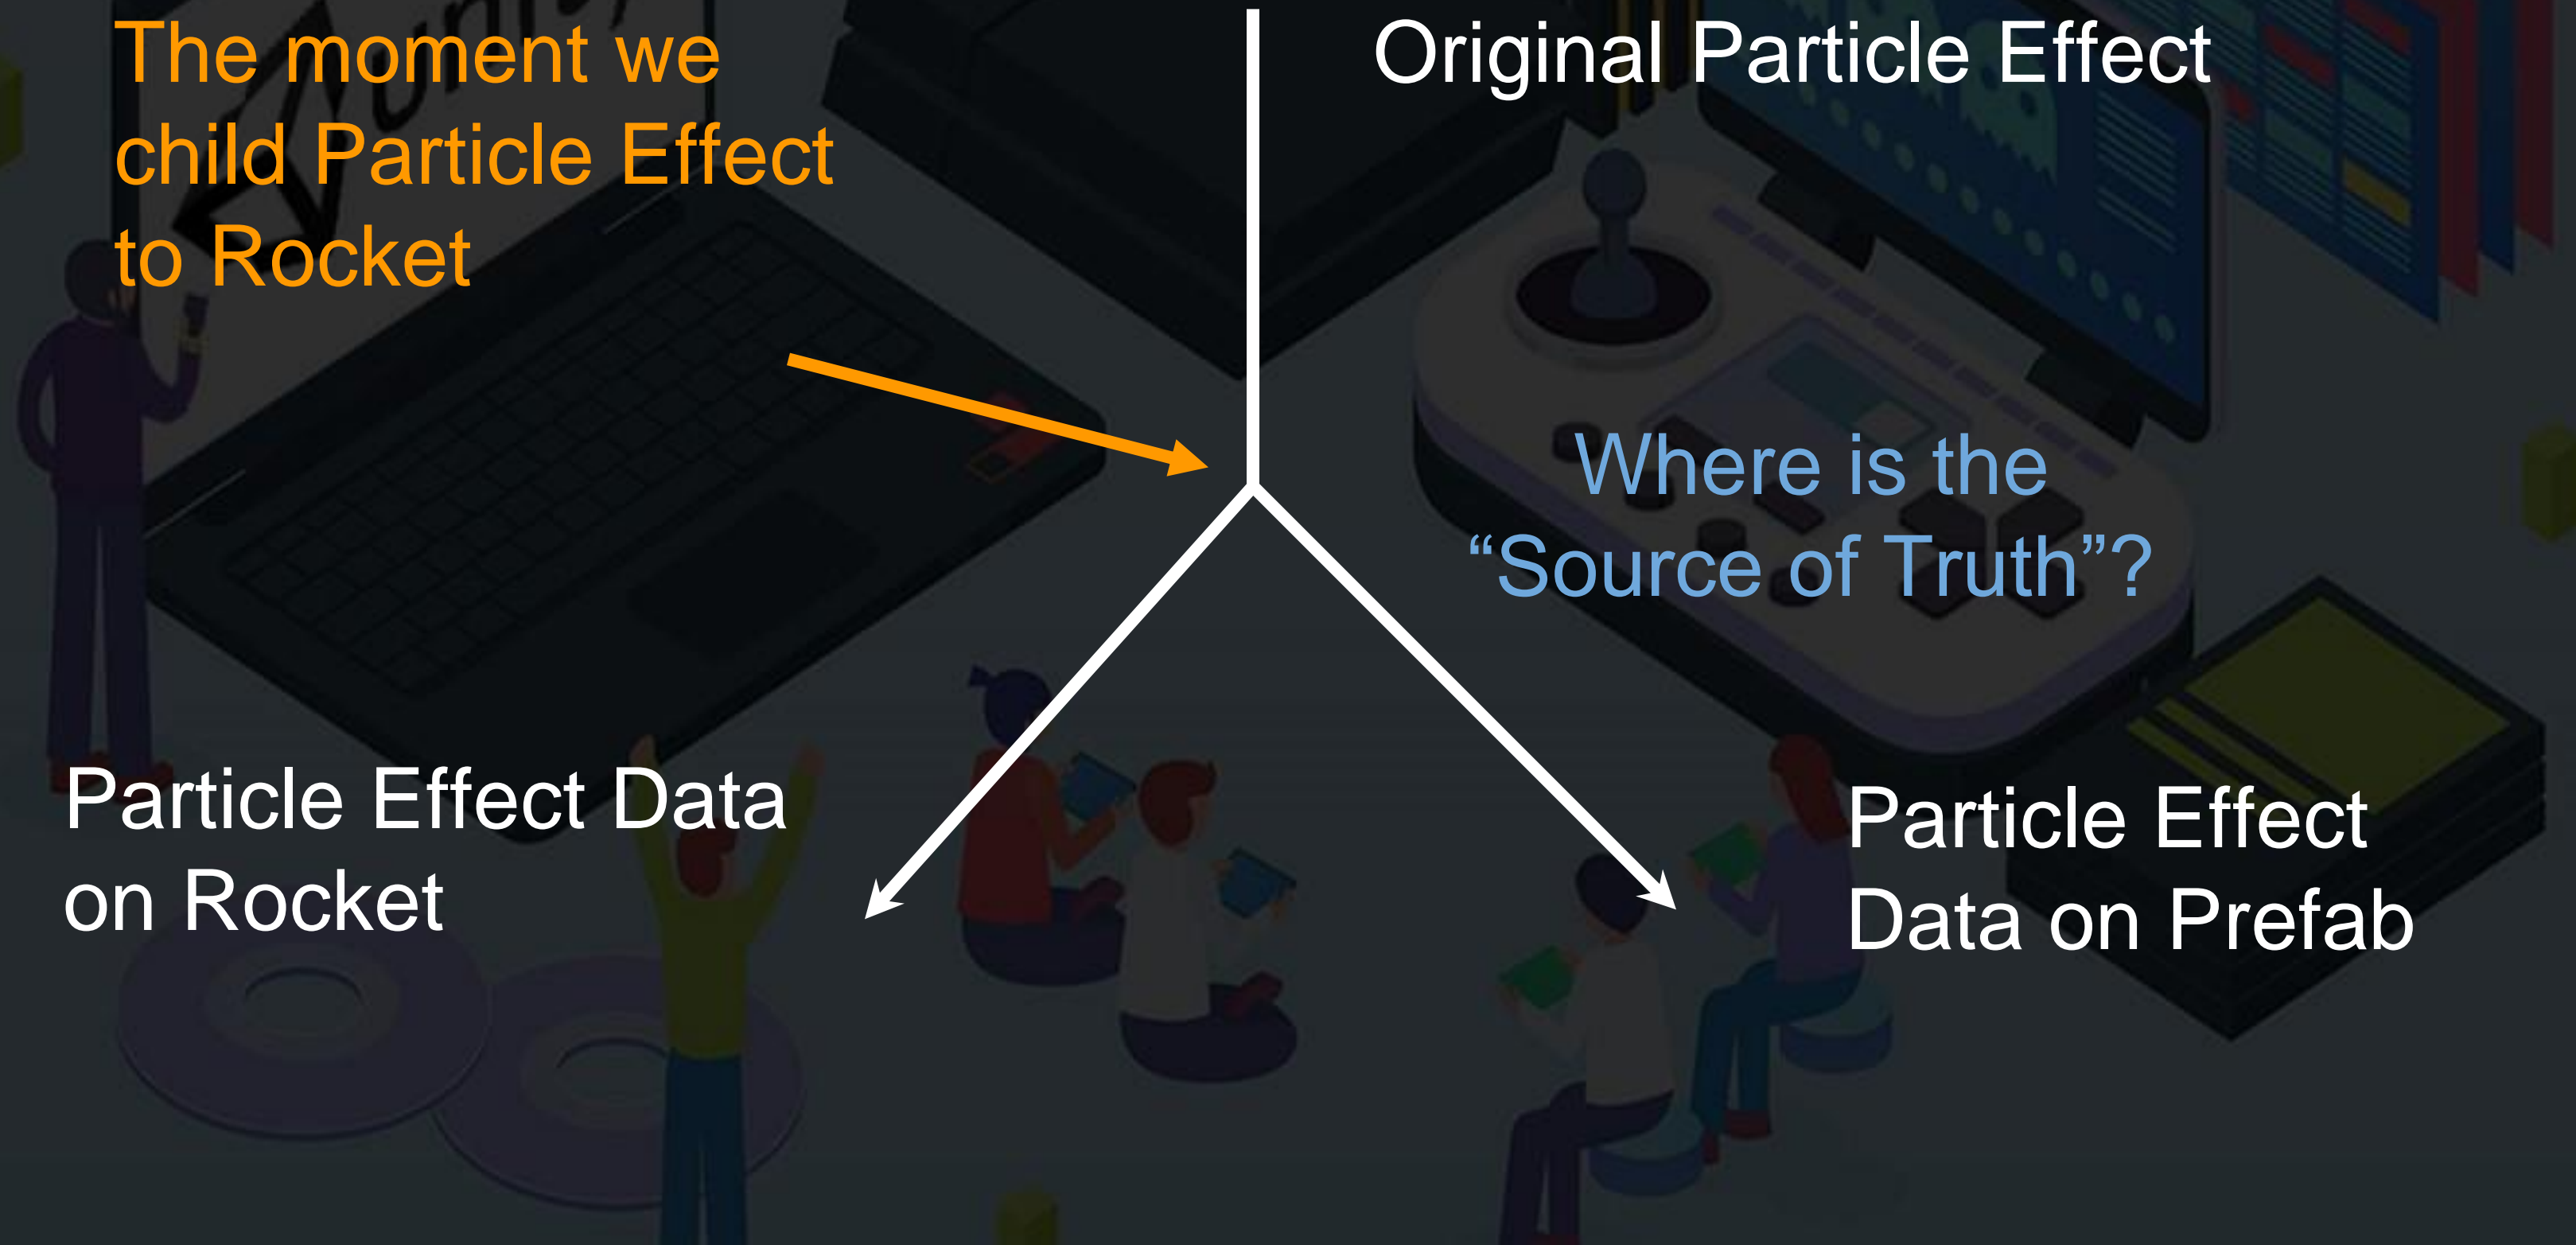 The moment we
child Particle Effect
to Rocket
Original Particle Effect
Where is the
“Source of Truth”?
Particle Effect Data
on Rocket
Particle Effect
Data on Prefab